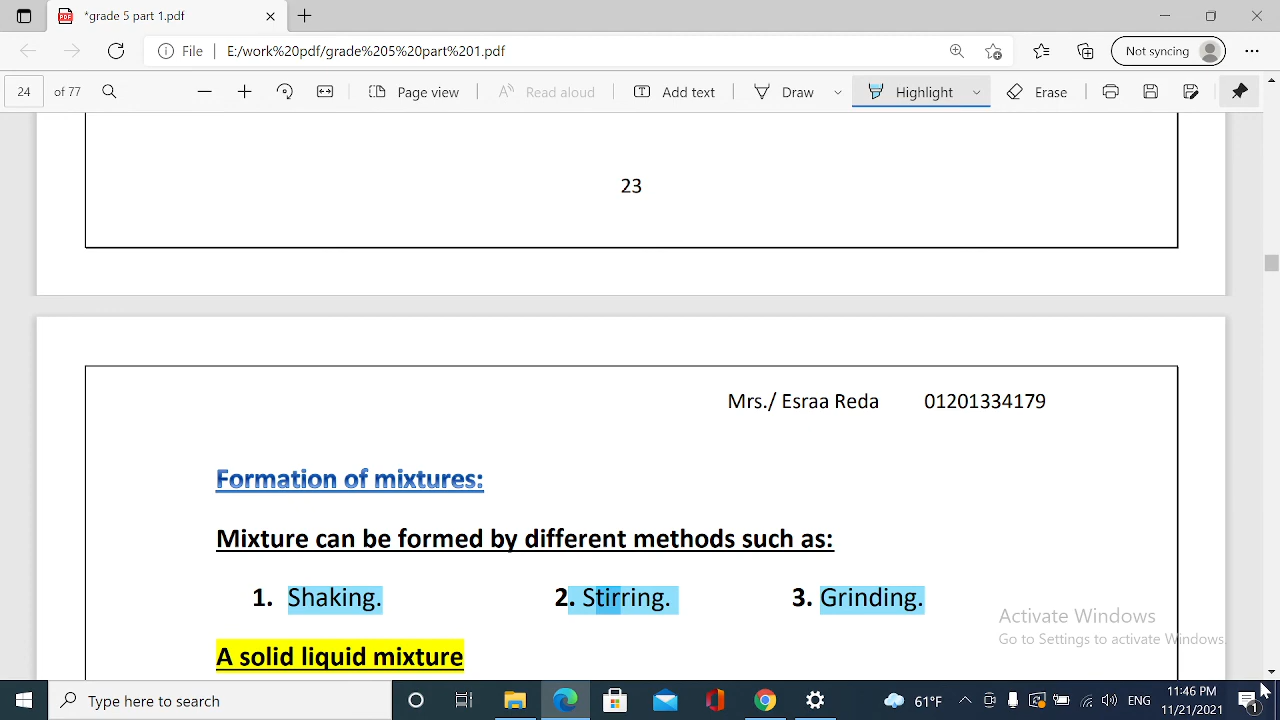 *grade 5 part 1.pdf
File
E:/work%20pdf/grade%205%20part%201.pdf
Not syncing
24 of 77
Page view
Read aloud
Add text
Draw
Highlight
Erase
23
Mrs./ Esraa Reda 01201334179
Formation of mixtures:
Mixture can be formed by different methods such as:
1. Shaking. 2. Stirring. 3. Grinding.
A solid liquid mixture
Activate Windows
Go to Settings to activate Windows.
Type here to search
61°F
ENG
11:46 PM
11/21/2021